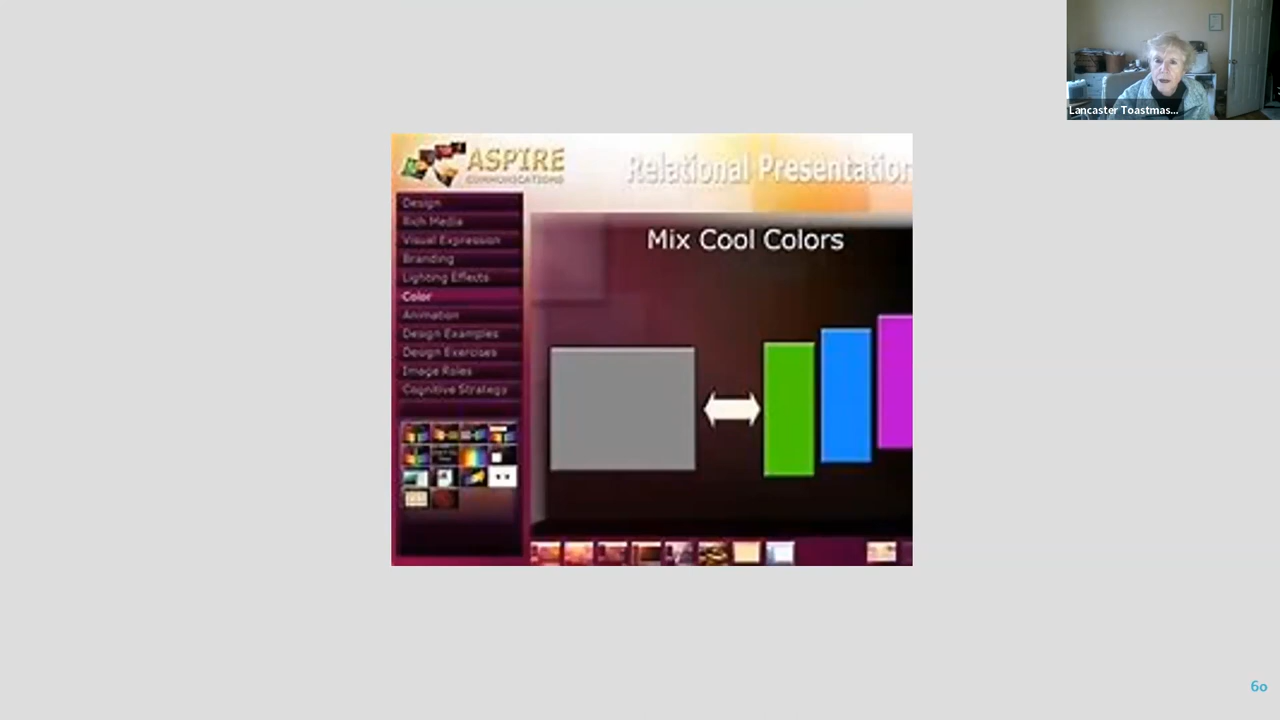 Lancaster Toastmas...
ASPIRE
COMMUNICATIONS
Relational Presentation
Design
Rich Media
Visual Expression
Branding
Lighting Effects
Color
Animation
Design Examples
Design Exercises
Image Roles
Cognitive Strategy
Mix Cool Colors
60